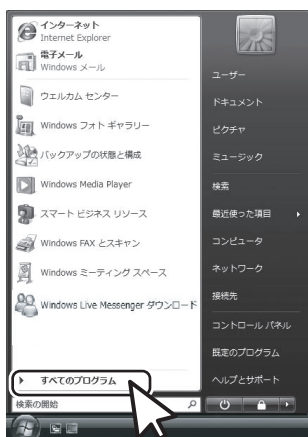 インターネット
Internet Explorer
電子メール
Windows メール
ウェルカム センター
Windows フォト ギャラリー
バックアップの状態と構成
Windows Media Player
スマート ビジネス リソース
Windows FAX とスキャン
Windows ミーティング スペース
Windows Live Messenger ダウンロード
すべてのプログラム
検索の開始
ユーザー
ドキュメント
ピクチャ
ミュージック
検索
最近使った項目
コンピュータ
ネットワーク
接続先
コントロール パネル
既定のプログラム
ヘルプとサポート